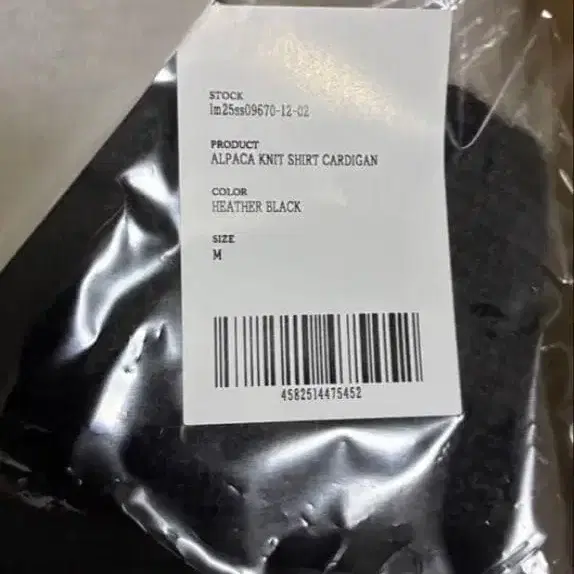 STOCK
lm25ss09670-12-02
PRODUCT
ALPACA KNIT SHIRT CARDIGAN
COLOR
HEATHER BLACK
SIZE
M
4582514475452